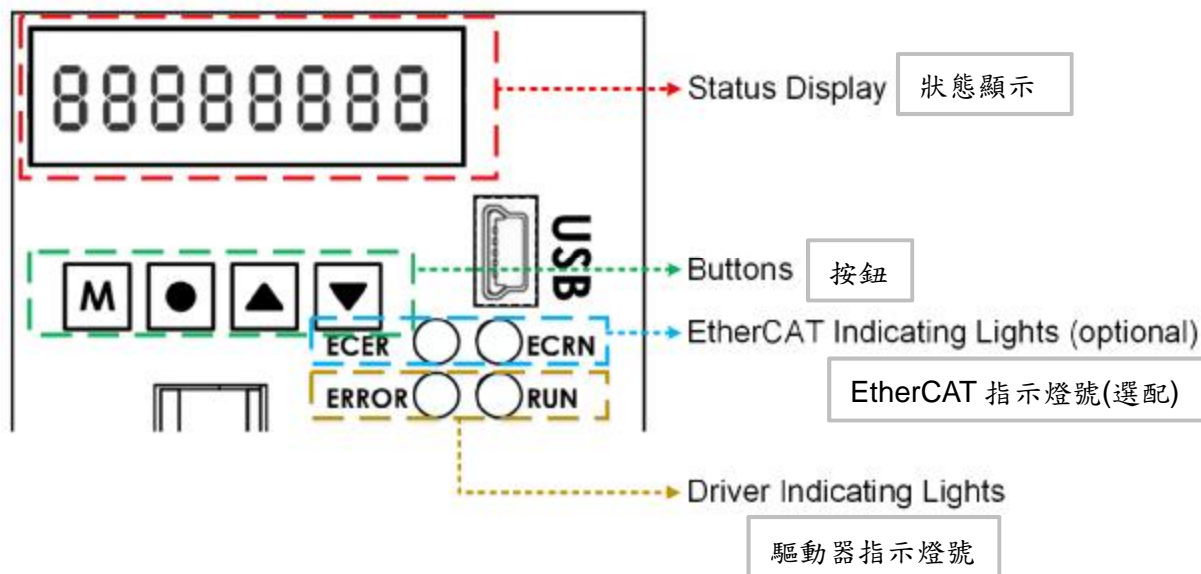 88888888
Status Display 狀態顯示
USB
M
Buttons 按鈕
ECER ECRN
EtherCAT Indicating Lights (optional)
EtherCAT 指示燈號(選配)
ERROR RUN
Driver Indicating Lights
驅動器指示燈號